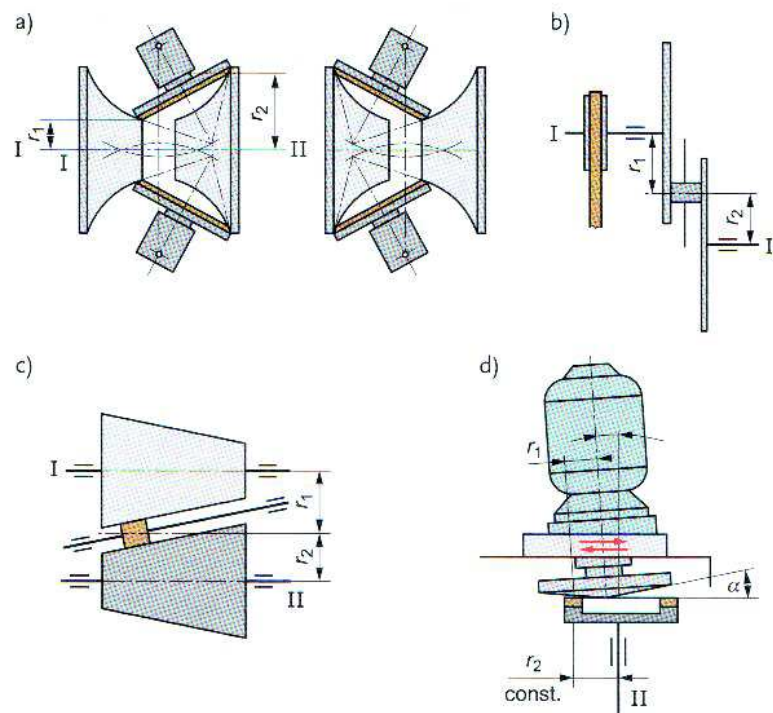 a)
r₁
I
I
r₂
II
b)
I
r₁
r₂
I
c)
I
r₁
r₂
II
d)
r₁
α
r₂
const.
II